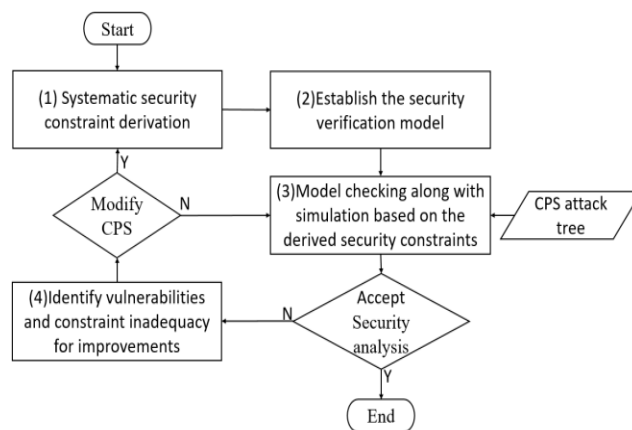 Start
(1) Systematic security
constraint derivation
(2)Establish the security
verification model
Y
Modify
CPS
N
(3)Model checking along with
simulation based on the
derived security constraints
CPS attack
tree
(4)Identify vulnerabilities
and constraint inadequacy
for improvements
N
Accept
Security
analysis
Y
End